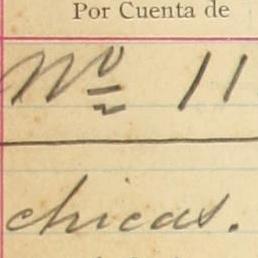 Por Cuenta de
Nº 11
chicas.